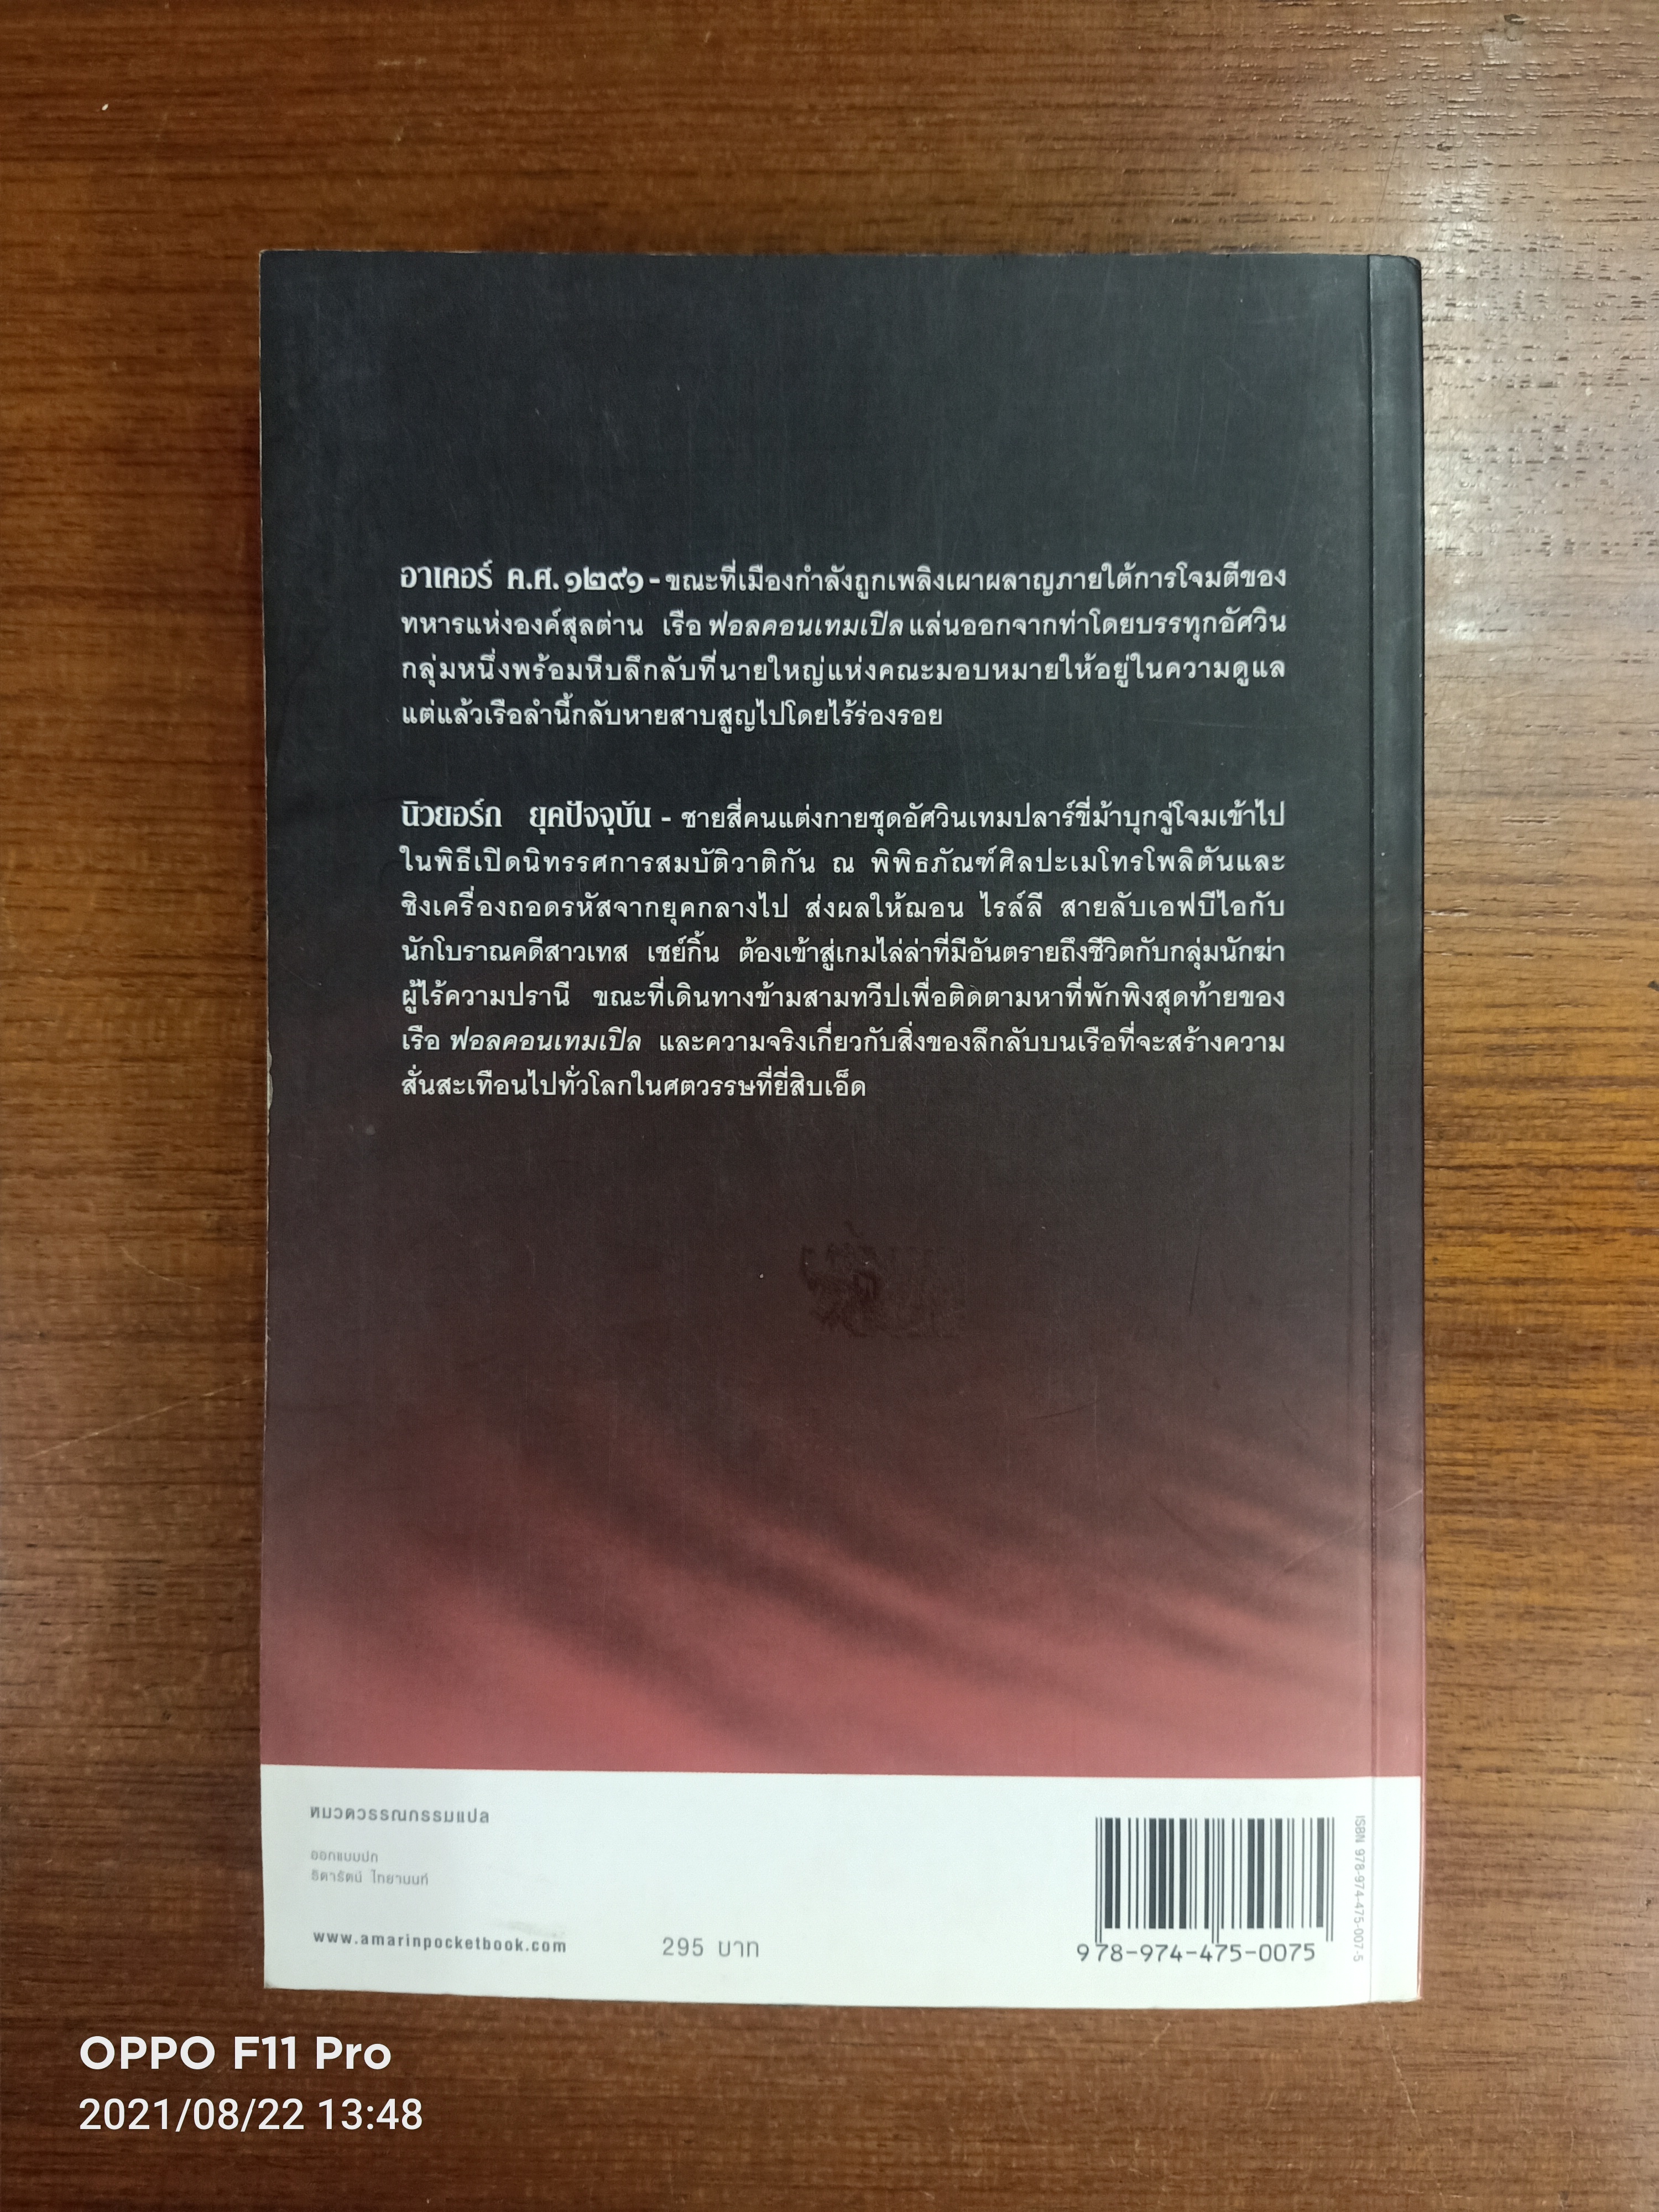 อาเคอร์ ค.ศ. ๑๒๙๑ - ขณะที่เมืองกำลังถูกเพลิงเผาผลาญภายใต้การโจมตีของ
ทหารแห่งองค์สุลต่าน เรือ ฟอลคอนเทมเปิล แล่นออกจากท่าโดยบรรทุกอัศวิน
กลุ่มหนึ่งพร้อมหีบลึกลับที่นายใหญ่แห่งคณะมอบหมายให้อยู่ในความดูแล
แต่แล้วเรือลำนี้กลับหายสาบสูญไปโดยไร้ร่องรอย
นิวยอร์ก ยุคปัจจุบัน - ชายสี่คนแต่งกายชุดอัศวินเทมปลาร์ขี่ม้าบุกจู่โจมเข้าไป
ในพิธีเปิดนิทรรศการสมบัติวาติกัน ณ พิพิธภัณฑ์ศิลปะเมโทรโพลิตันและ
ชิงเครื่องถอดรหัสจากยุคกลางไป ส่งผลให้ฌอน ไรล์ลี สายลับเอฟบีไอกับ
นักโบราณคดีสาวเทส เชย์กิ้น ต้องเข้าสู่เกมไล่ล่าที่มีอันตรายถึงชีวิตกับกลุ่มนักฆ่า
ผู้ไร้ความปรานี ขณะที่เดินทางข้ามสามทวีปเพื่อติดตามหาที่พักพิงสุดท้ายของ
เรือ ฟอลคอนเทมเปิล และความจริงเกี่ยวกับสิ่งของลึกลับบนเรือที่จะสร้างความ
สั่นสะเทือนไปทั่วโลกในศตวรรษที่ยี่สิบเอ็ด
หมวดวรรณกรรมแปล
ออกแบบปก
ธิดารัตน์ ไทยานนท์
www.amarinpocketbook.com
295 บาท
9 78-974-475-0075
ISBN 978-974-475-007-5
OPPO F11 Pro
2021/08/22 13:48